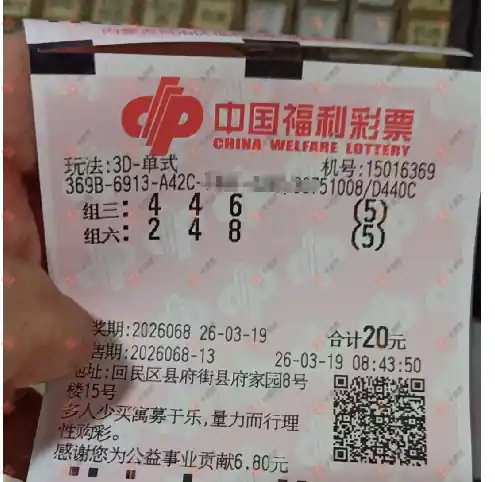 中国福利彩票
CHINA WELFARE LOTTERY
玩法:3D-单式 机号:15016369
369B-6913-A42C- /90751008/D440C
组三: 4 4 6 (5)
组六: 2 4 8 (5)
奖期:2026068 26-03-19 合计20元
售期:2026068-13 26-03-19 08:43:50
地址:回民区县府街县府家园8号
楼15号
多人少买寓募于乐,量力而行理
性购彩。
感谢您为公益事业贡献6.80元